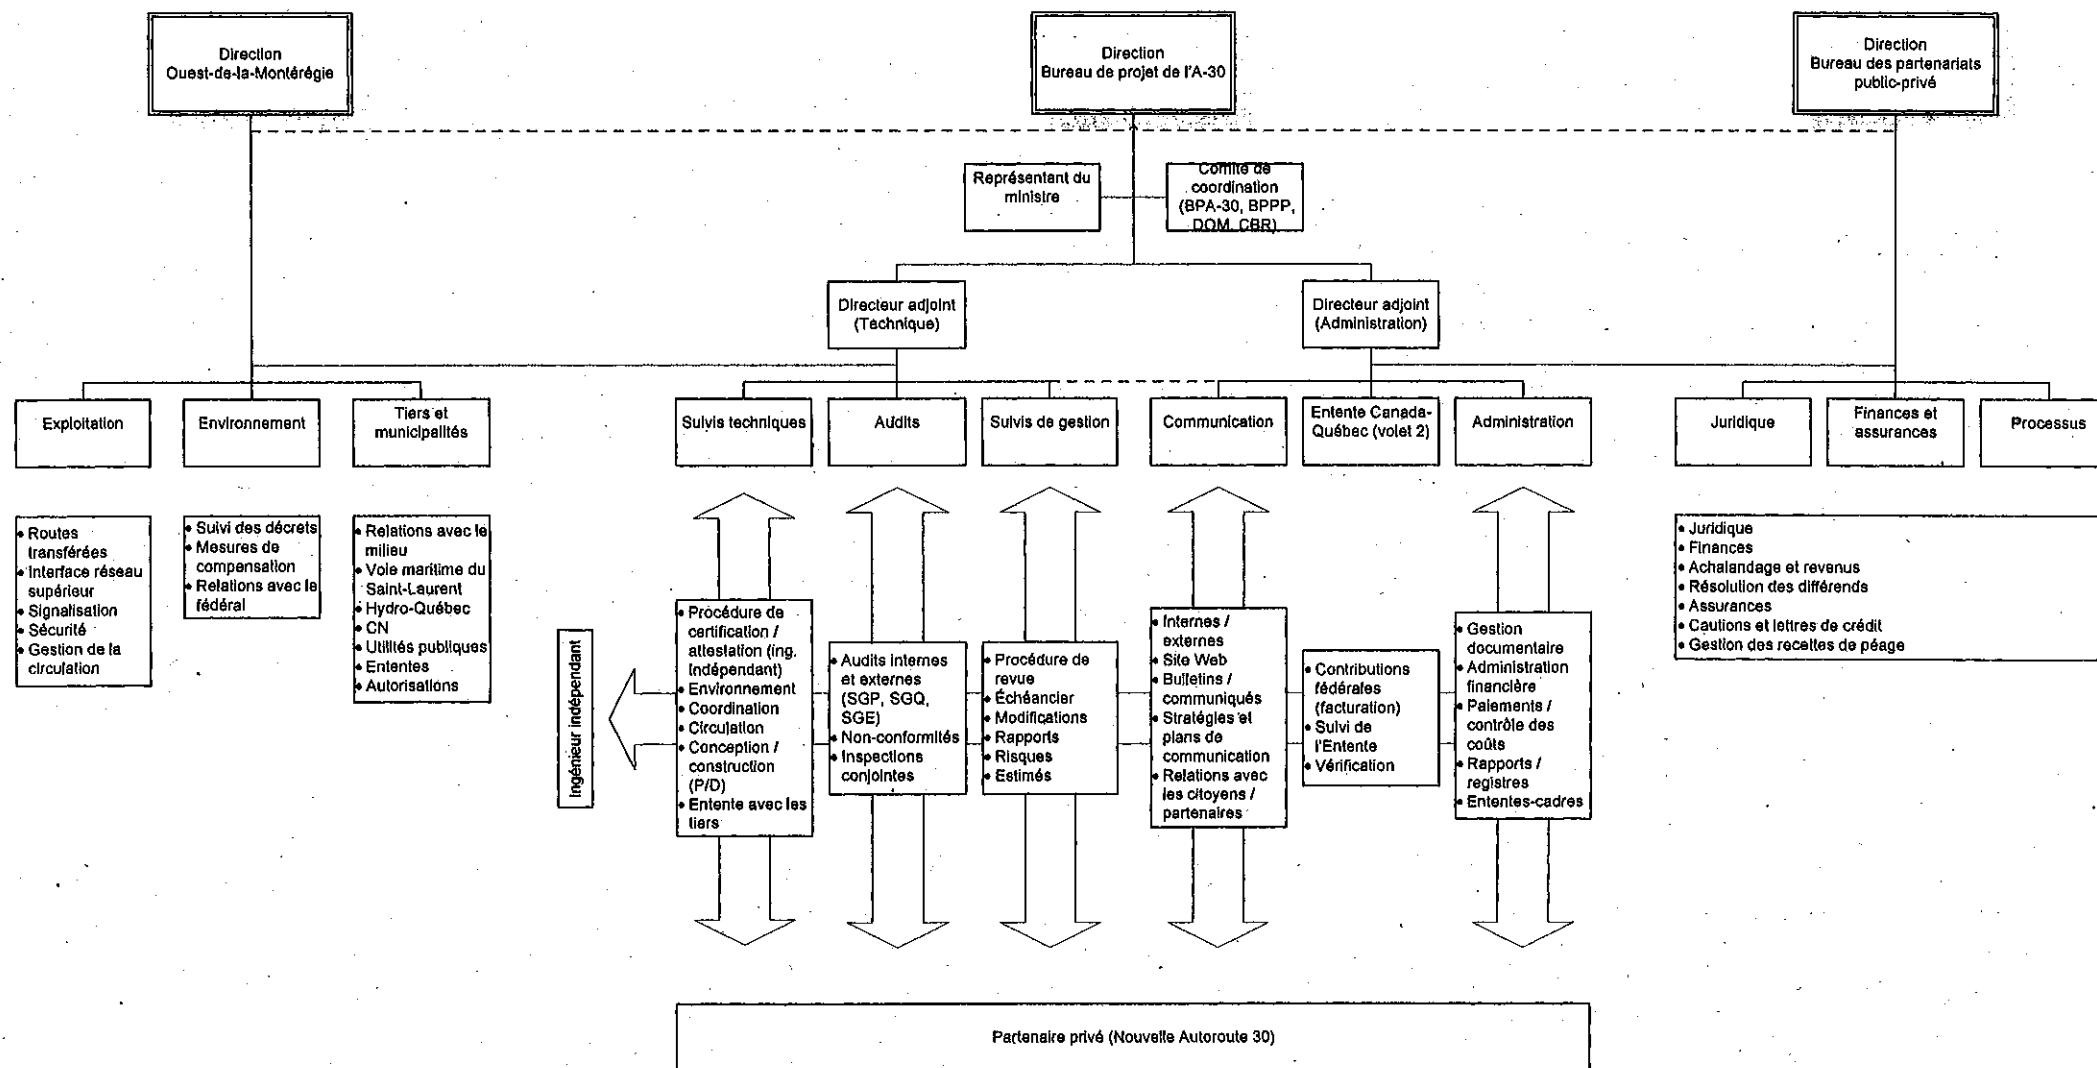 Direction
Ouest-de-la-Montérégie
Direction
Bureau de projet de l'A-30
Direction
Bureau des partenariats
public-privé
Représentant du
ministre
Comité de
coordination
(BPA-30, BPPP,
DOM, CBR)
Directeur adjoint
(Technique)
Directeur adjoint
(Administration)
Exploitation
Environnement
Tiers et
municipalités
Suivis techniques
Audits
Suivis de gestion
Communication
Entente Canada-
Québec (volet 2)
Administration
Juridique
Finances et
assurances
Processus
• Routes
transférées
• Interface réseau
supérieur
• Signalisation
• Sécurité
• Gestion de la
circulation
• Suivi des décrets
• Mesures de
compensation
• Relations avec le
fédéral
• Relations avec le
milieu
• Voie maritime du
Saint-Laurent
• Hydro-Québec
• CN
• Utilités publiques
• Ententes
• Autorisations
Ingénieur indépendant
• Procédure de
certification /
attestation (ing.
Indépendant)
• Environnement
• Coordination
• Circulation
• Conception /
construction
(P/D)
• Entente avec les
tiers
• Audits internes
et externes
(SGP, SGQ,
SGE)
• Non-conformités
• Inspections
conjointes
• Procédure de
revue
• Échéancier
• Modifications
• Rapports
• Risques
• Estimés
• Internes /
externes
• Site Web
• Bulletins /
communiqués
• Stratégies et
plans de
communication
• Relations avec
les citoyens /
partenaires
• Contributions
fédérales
(facturation)
• Suivi de
l'Entente
• Vérification
• Gestion
documentaire
• Administration
financière
• Paiements /
contrôle des
coûts
• Rapports /
registres
• Ententes-cadres
• Juridique
• Finances
• Achalandage et revenus
• Résolution des différends
• Assurances
• Cautions et lettres de crédit
• Gestion des recettes de péage
Partenaire privé (Nouvelle Autoroute 30)